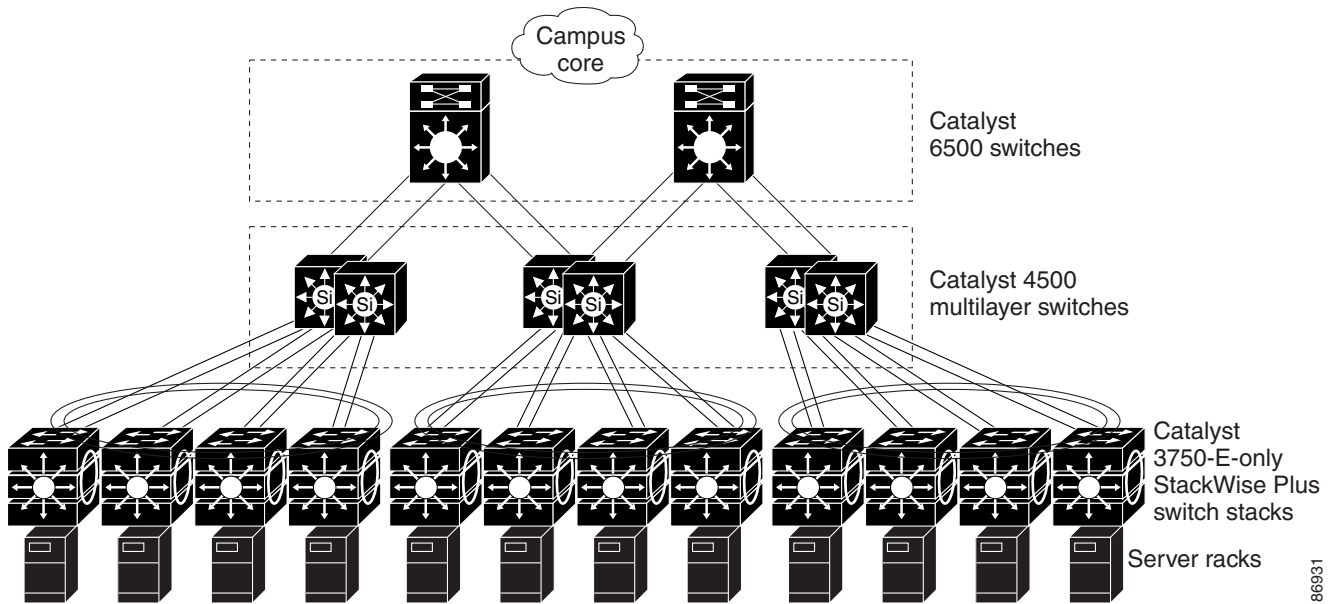 Campus
core
Catalyst
6500 switches
Si
Si
Si
Si
Si
Si
Catalyst 4500
multilayer switches
Catalyst
3750-E-only
StackWise Plus
switch stacks
Server racks
86931